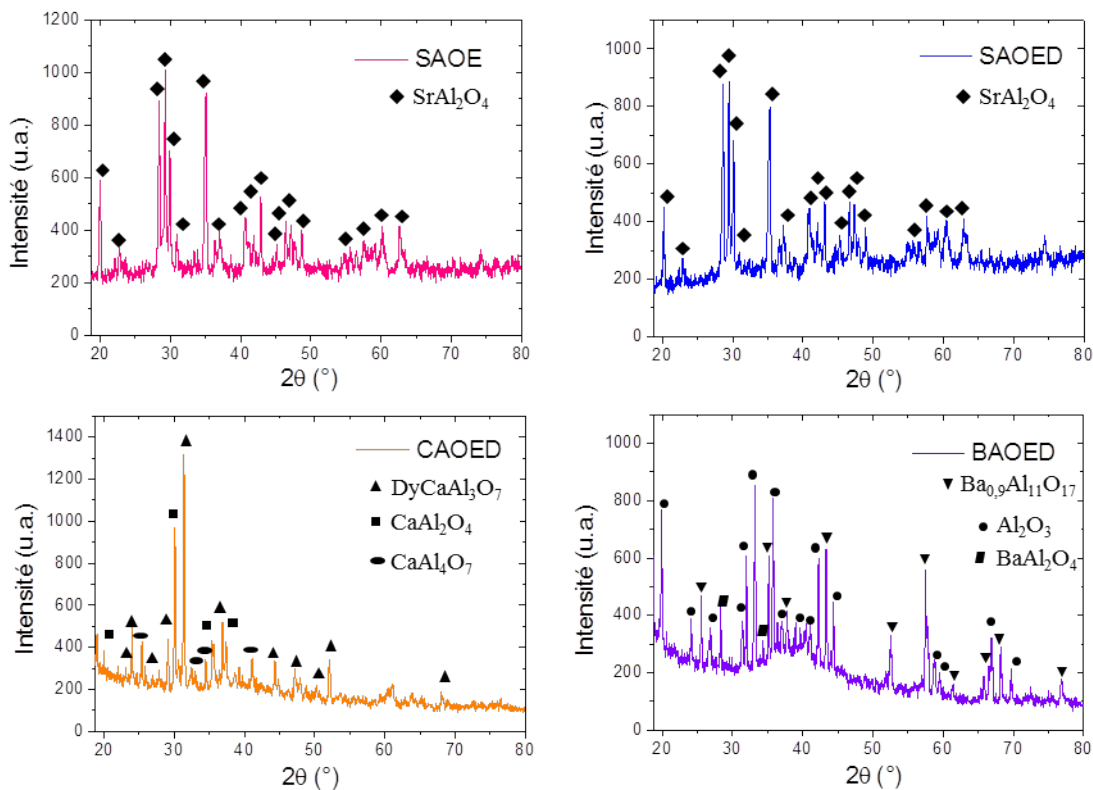 1200
1000
800
600
400
200
0
Intensité (u.a.)
SAOE
SrAl₂O₄
20 30 40 50 60 70 80
2θ (°)
1000
800
600
400
200
0
Intensité (u.a.)
SAOED
SrAl₂O₄
20 30 40 50 60 70 80
2θ (°)
1400
1200
1000
800
600
400
200
0
Intensité (u.a.)
CAOED
DyCaAl₃O₇
CaAl₂O₄
CaAl₄O₇
20 30 40 50 60 70 80
2θ (°)
1000
800
600
400
200
0
Intensité (u.a.)
BAOED
Ba₀,₉Al₁₁O₁₇
Al₂O₃
BaAl₂O₄
20 30 40 50 60 70 80
2θ (°)